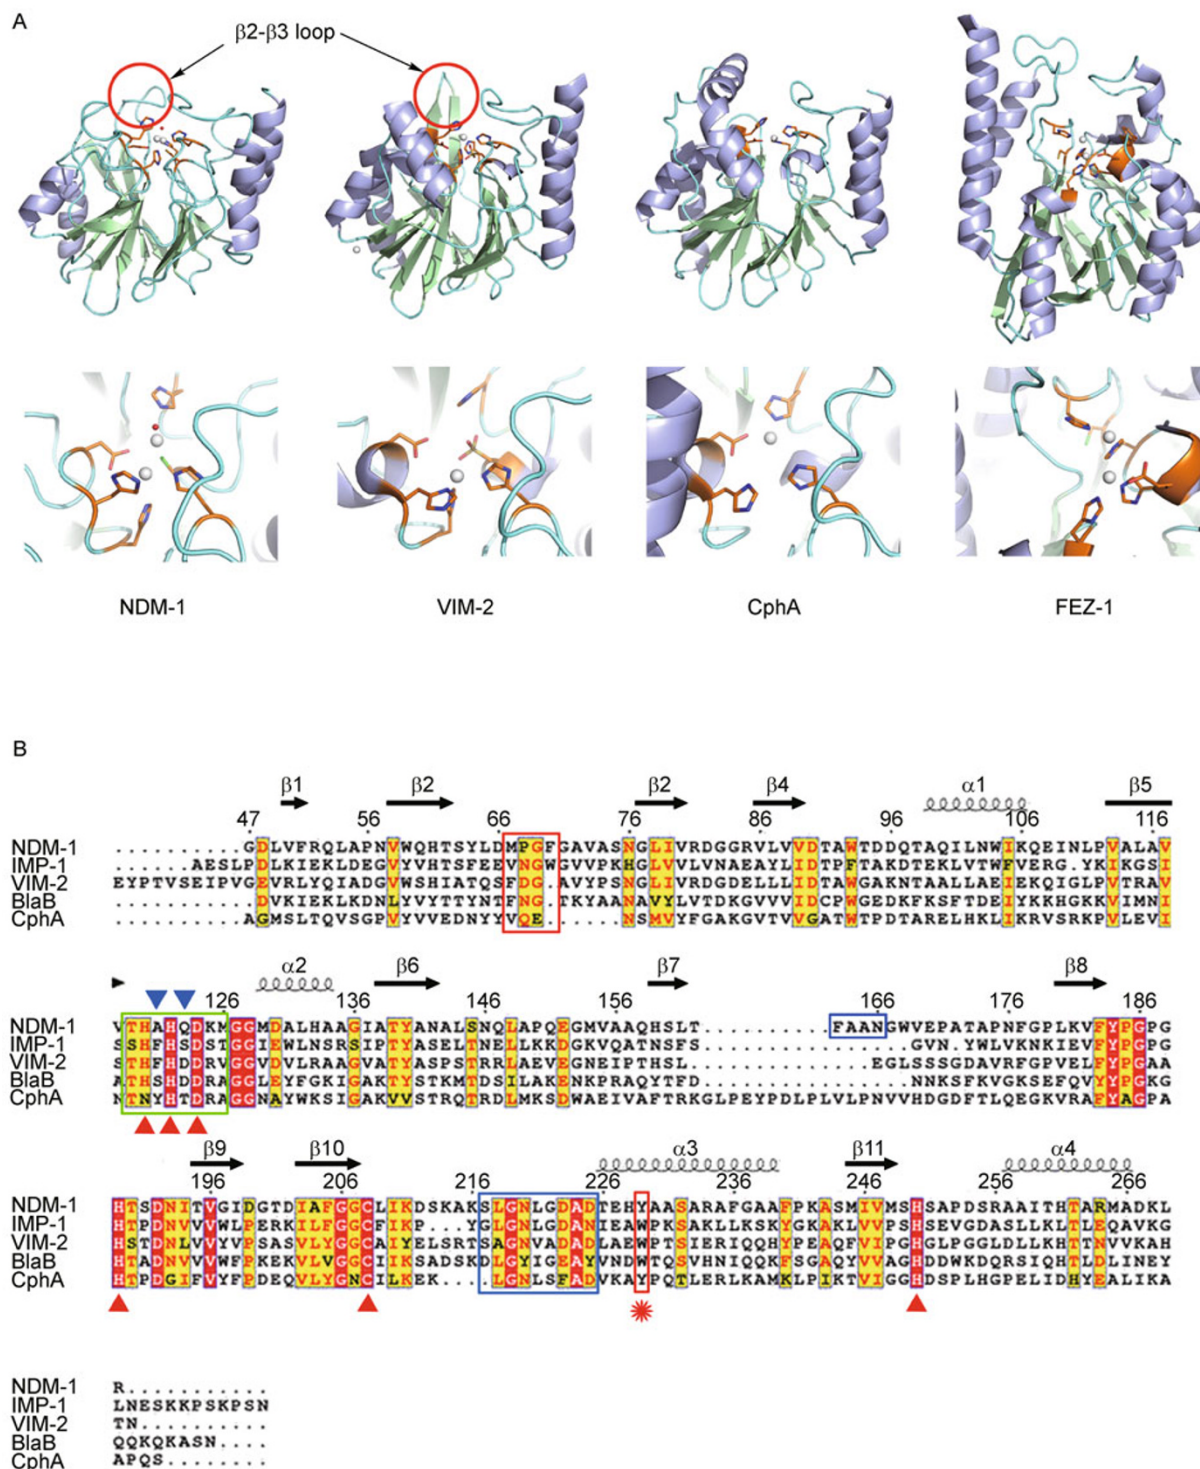 A
β2-β3 loop
NDM-1 VIM-2 CphA FEZ-1
B
β1 β2 β2 β4 α1 β5
47 56 66 76 86 96 106 116
NDM-1 ..........GDLVFRQLAPNVWQHTSYLDMPGFGAVASNGLIVRDGGRVLVVDTAWTDDQTAQILNWIKQEINLPVALAV
IMP-1 ......AESLPDLKIEKLDEGVYVHTSFEEVNGWGVVPKHGLVVLVNAEAYLIDTPFTAKDTEKLVTWFVERG.YKIKGSI
VIM-2 EYPTVSEIPVGEVRLYQIADGVWSHIATQSFDG.AVYPSNGLIVRDGDELLLIDTAWGAKNTAALLAEIEKQIGLPVTRAV
BlaB ...........DVKIEKLKDNLYVYTTYNTFNG.TKYAANAVYLVTDKGVVVIDCPWGEDKFKSFTDEIYKKHGKKVIMNI
CphA ..........AGMSLTQVSGPVYVVEDNYYVQE......NSMVYFGAKGVTVVGATWTPDTARELHKLIKRVSRKPVLEVI
α2 β6 β7 β8
126 136 146 156 166 176 186
NDM-1 VTHAHQDKMGGMDALHAAGIATYANALSNQLAPQEGMVAAQHSLT..........FAANGWVEPATAPNFGPLKVFYPGPG
IMP-1 SSHFHSDSTGGIEWLNSRSIPTYASELTNELLKKDGKVQATNSFS................GVN.YWLVKNKIEVFYPGPG
VIM-2 STHFHDDRVGGVDVLRAAGVATYASPSTRRLAEVEGNEIPTHSL..............EGLSSSGDAVRFGPVELFYPGAA
BlaB ATHSHDDRAGGLEYFGKIGAKTYSTKMTDSILAKENKPRAQYTFD..............NNKSFKVGKSEFQVYYPGKG
CphA NTNYHTDRAGGNAYWKSIGAKVVSTRQTRDLMKSDWAEIVAFTRKGLPEYPDLPLVLPNVVHDGDFTLQEGKVRAFYAGPA
β9 β10 α3 β11 α4
196 206 216 226 236 246 256 266
NDM-1 HTSDNITVGIDGTDIAFGGCLIKDSKAKSLGNLGDADTEHYAASARAFGAAFPKASMIVMSHSAPDSRAAITHTARMADKL
IMP-1 HTPDNVVVWLPERKILFGGCFIKP...YGLGNLGDANIEAWPKSAKLLKSKYGKAKLVVPSHSEVGDASLLKLTLEQAVKG
VIM-2 HSTDNLVVYVPSASVLYGGCAIYELSRTSAGNVADADLAEWPTSIERIQQHYPEAQFVIPGHGLPGGLDLLKHTTNVVKAH
BlaB HTADNVVVWFPKEKVLVGGCIIKSADSKDLGYIGEAYVNDWTQSVHNIQQKFSGAQYVVAGHDDWKDQRSIQHTLDLINEY
CphA HTPDGIFVYFPDEQVLYGNCILKEK....LGNLSFADVKAYPQTLERLKAMKLPIKTVIGGHDSPLHGPELIDHYEALIKA
NDM-1 R...........
IMP-1 LNESKKPSKPSN
VIM-2 TN..........
BlaB QQKQKASN....
CphA APQS........